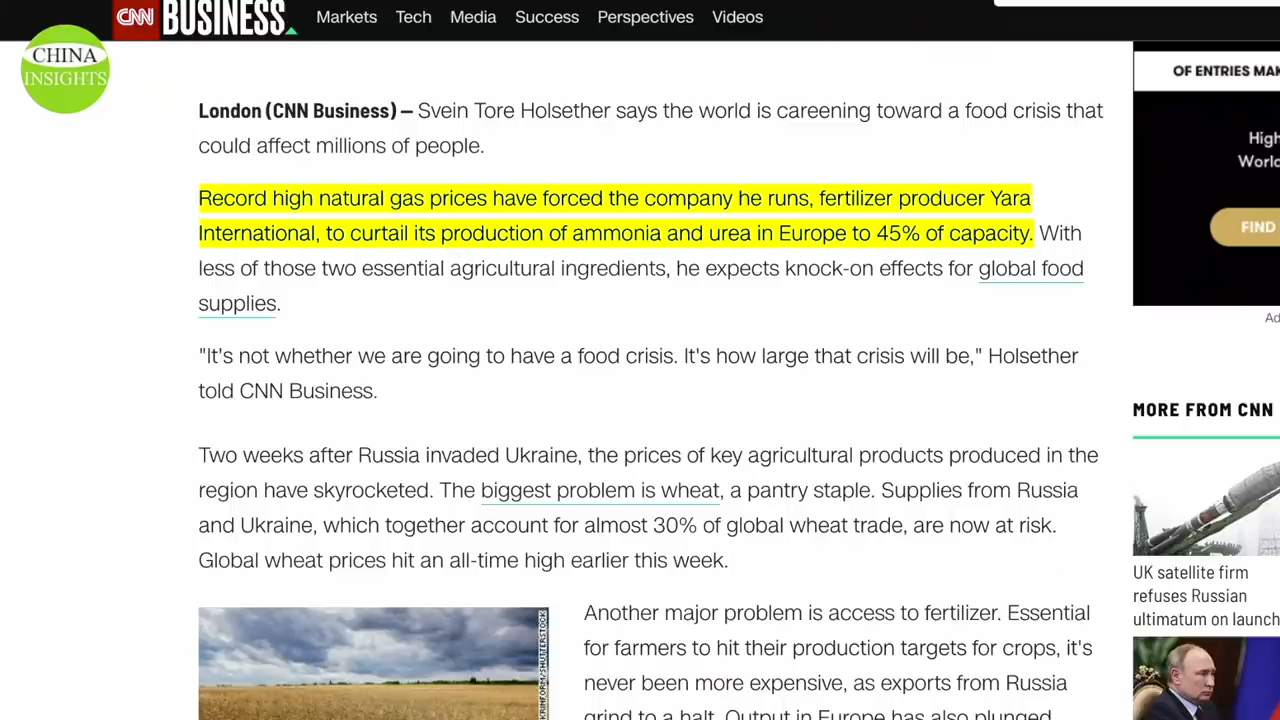 CNN BUSINESS Markets Tech Media Success Perspectives Videos
CHINA
INSIGHTS
London (CNN Business) — Svein Tore Holsether says the world is careening toward a food crisis that
could affect millions of people.
Record high natural gas prices have forced the company he runs, fertilizer producer Yara
International, to curtail its production of ammonia and urea in Europe to 45% of capacity. With
less of those two essential agricultural ingredients, he expects knock-on effects for global food
supplies.
"It's not whether we are going to have a food crisis. It's how large that crisis will be," Holsether
told CNN Business.
Two weeks after Russia invaded Ukraine, the prices of key agricultural products produced in the
region have skyrocketed. The biggest problem is wheat, a pantry staple. Supplies from Russia
and Ukraine, which together account for almost 30% of global wheat trade, are now at risk.
Global wheat prices hit an all-time high earlier this week.
Another major problem is access to fertilizer. Essential
for farmers to hit their production targets for crops, it's
never been more expensive, as exports from Russia
grind to a halt. Output in Europe has also plunged
KRINFORM/SHUTTERSTOCK
OF ENTRIES MAK
High
World
FIND
Ad
MORE FROM CNN
UK satellite firm
refuses Russian
ultimatum on launch